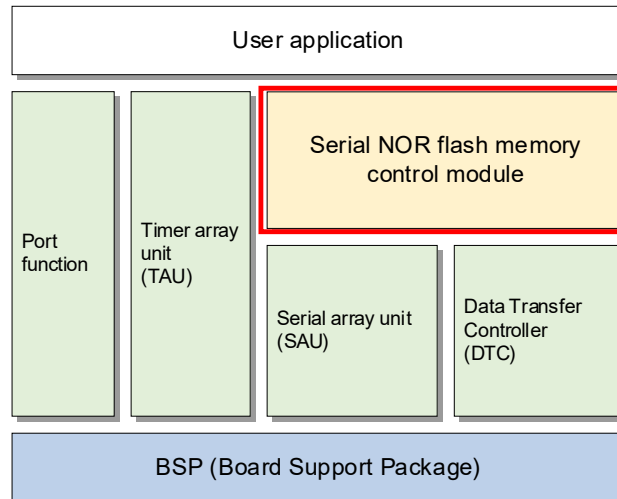 User application
Serial NOR flash memory
control module
Port
function
Timer array
unit
(TAU)
Serial array unit
(SAU)
Data Transfer
Controller
(DTC)
BSP (Board Support Package)